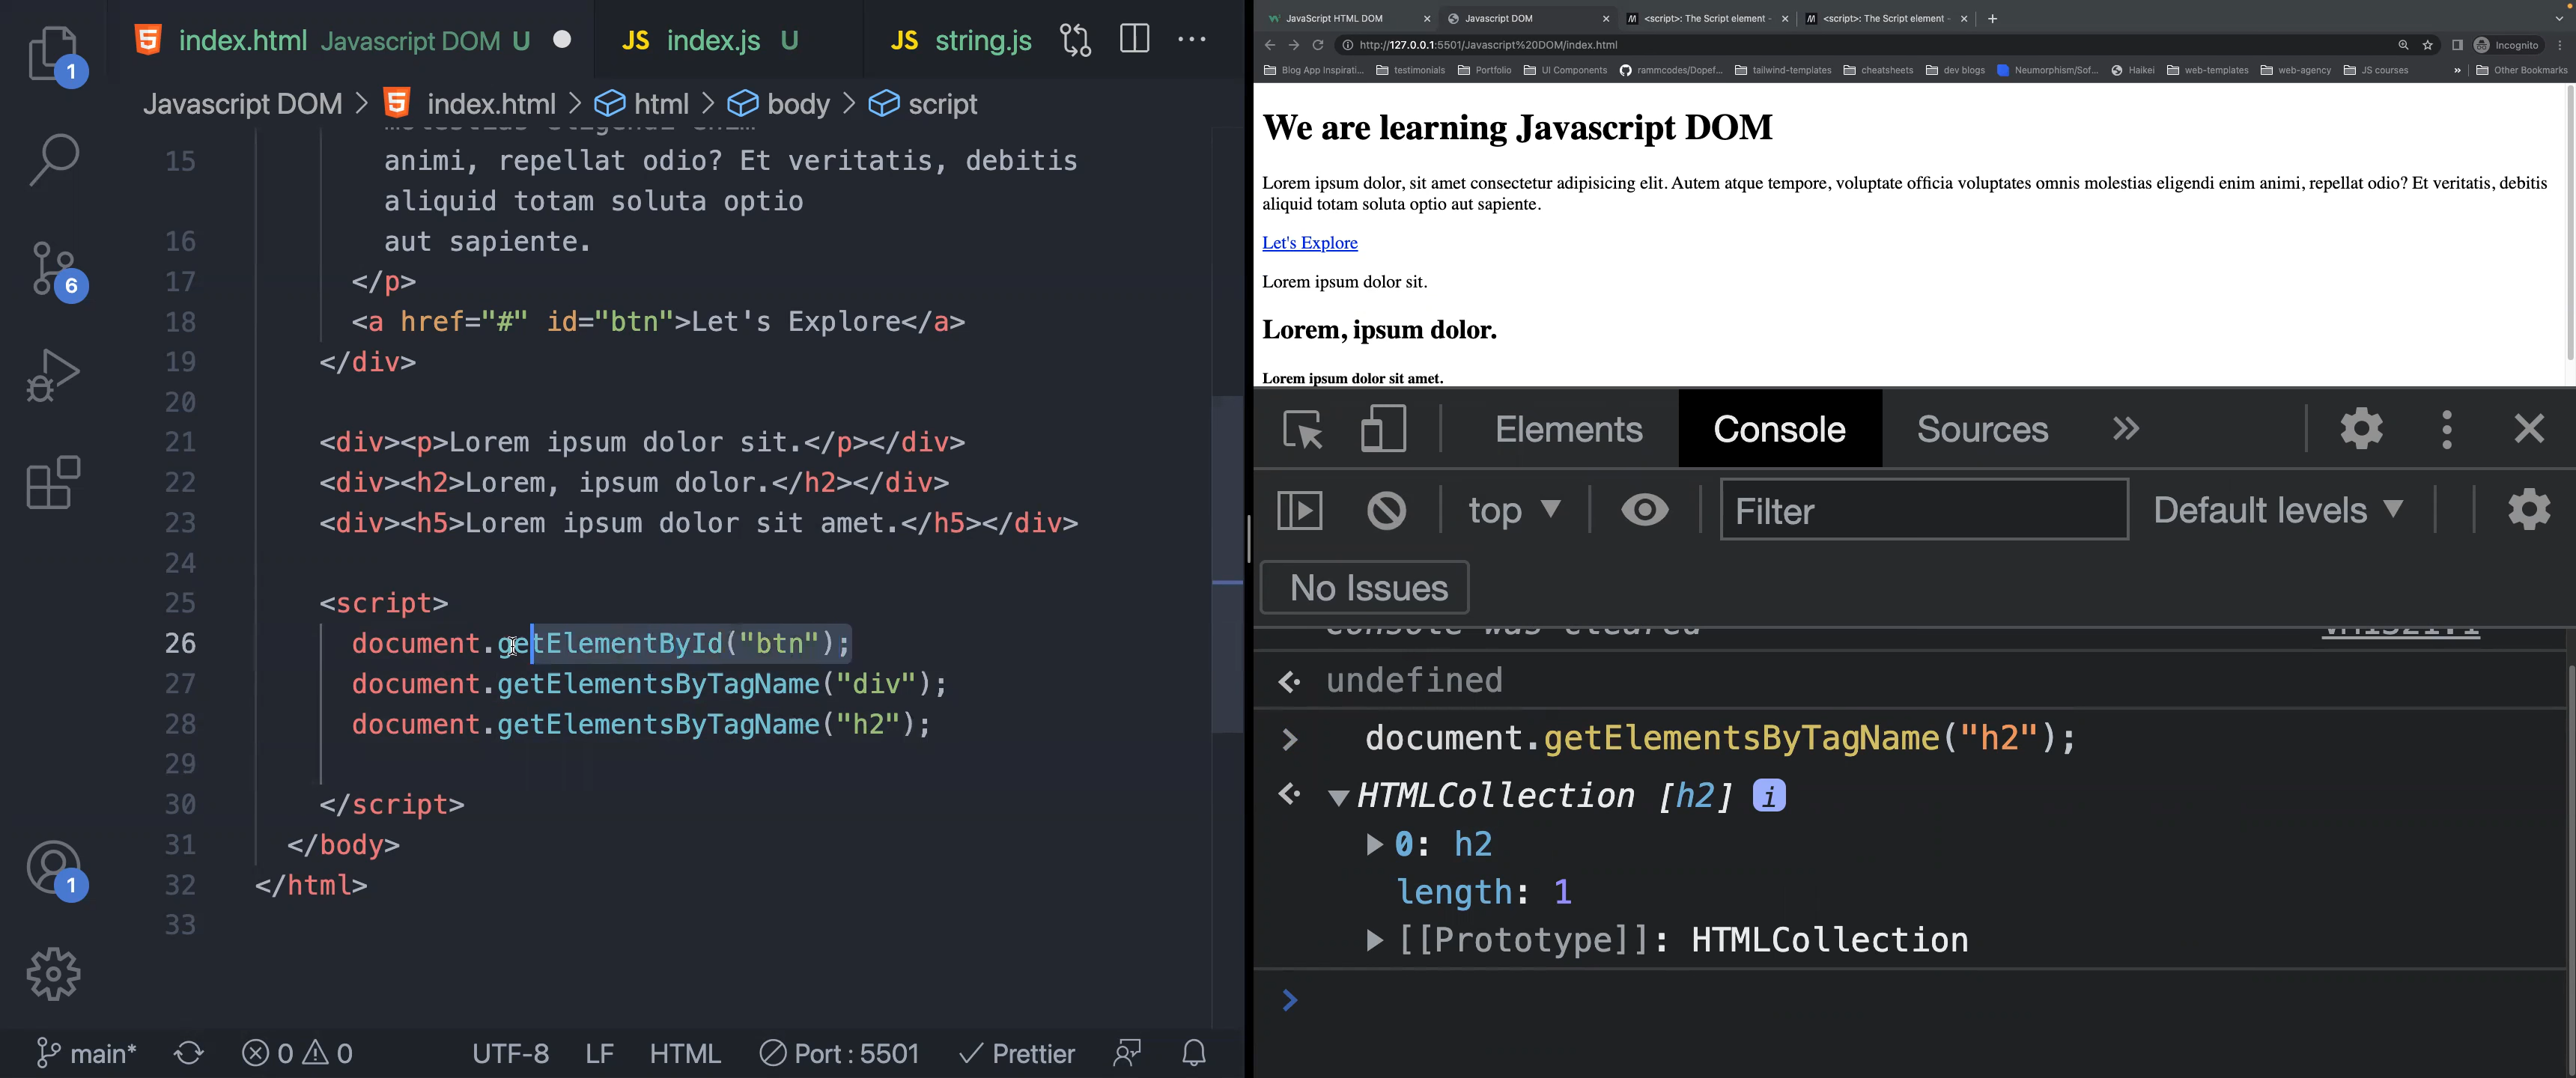 index.html Javascript DOM U
JS index.js U
JS string.js
Javascript DOM > index.html > html > body > script
15 animi, repellat odio? Et veritatis, debitis
aliquid totam soluta optio
16 aut sapiente.
17 </p>
18 <a href="#" id="btn">Let's Explore</a>
19 </div>
20
21 <div><p>Lorem ipsum dolor sit.</p></div>
22 <div><h2>Lorem, ipsum dolor.</h2></div>
23 <div><h5>Lorem ipsum dolor sit amet.</h5></div>
24
25 <script>
26 document.getElementById("btn");
27 document.getElementsByTagName("div");
28 document.getElementsByTagName("h2");
29
30 </script>
31 </body>
32 </html>
33
1
6
1
main* 0 0 UTF-8 LF HTML Port : 5501 Prettier
JavaScript HTML DOM
Javascript DOM
<script>: The Script element -
<script>: The Script element -
http://127.0.0.1:5501/Javascript%20DOM/index.html
Incognito
Blog App Inspirati... testimonials Portfolio UI Components rammcodes/Dopef... tailwind-templates cheatsheets dev blogs Neumorphism/Sof... Haikei web-templates web-agency JS courses » Other Bookmarks
We are learning Javascript DOM
Lorem ipsum dolor, sit amet consectetur adipisicing elit. Autem atque tempore, voluptate officia voluptates omnis molestias eligendi enim animi, repellat odio? Et veritatis, debitis
aliquid totam soluta optio aut sapiente.
Let's Explore
Lorem ipsum dolor sit.
Lorem, ipsum dolor.
Lorem ipsum dolor sit amet.
Elements Console Sources »
top Filter Default levels
No Issues
undefined
> document.getElementsByTagName("h2");
HTMLCollection [h2] i
0: h2
length: 1
[[Prototype]]: HTMLCollection
>